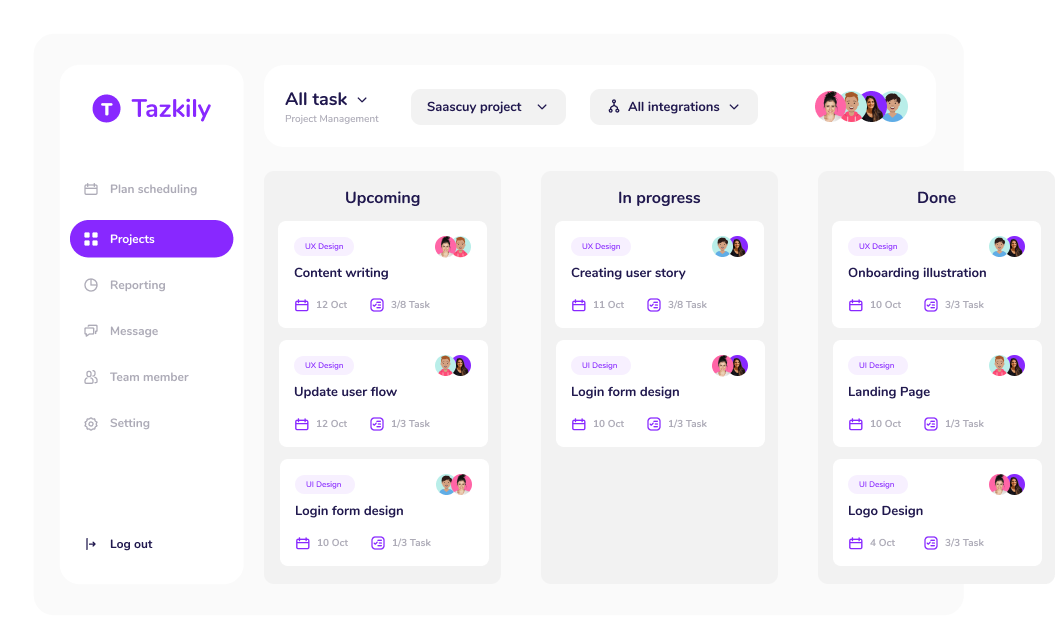 T Tazkily
Plan scheduling
Projects
Reporting
Message
Team member
Setting
Log out
All task
Project Management
Saascuy project
All integrations
Upcoming
UX Design
Content writing
12 Oct 3/8 Task
UX Design
Update user flow
12 Oct 1/3 Task
UI Design
Login form design
10 Oct 1/3 Task
In progress
UX Design
Creating user story
11 Oct 3/8 Task
UI Design
Login form design
10 Oct 1/3 Task
Done
UX Design
Onboarding illustration
10 Oct 3/3 Task
UI Design
Landing Page
10 Oct 1/3 Task
UI Design
Logo Design
4 Oct 3/3 Task